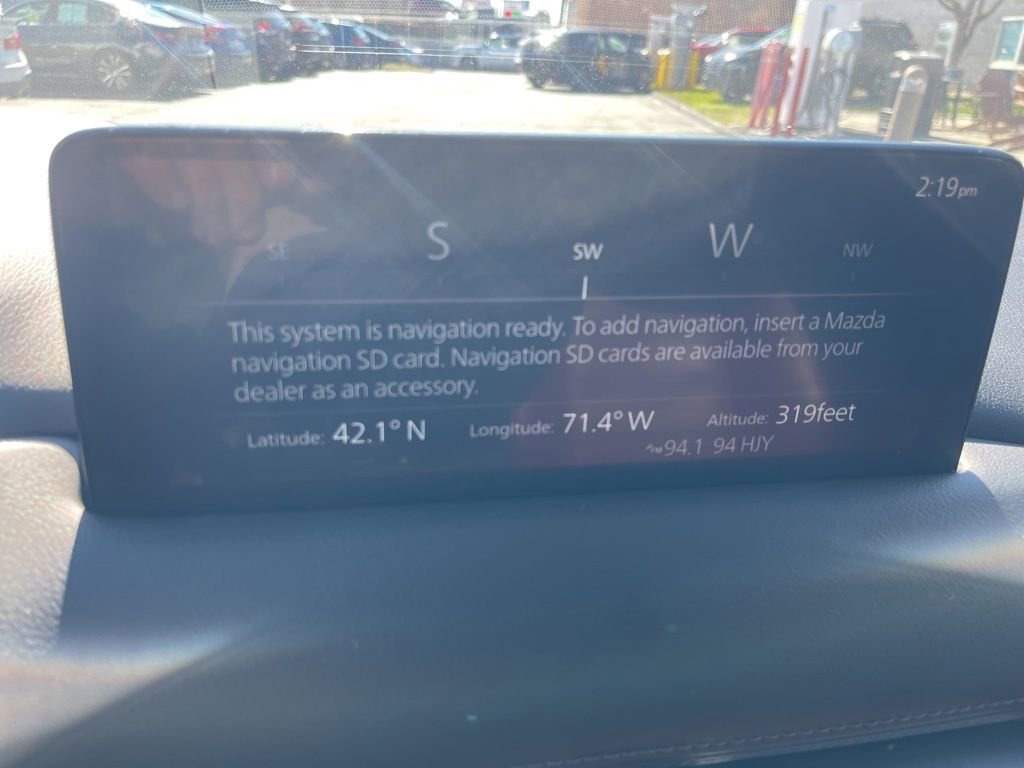 2:19pm
SE S SW W NW
This system is navigation ready. To add navigation, insert a Mazda
navigation SD card. Navigation SD cards are available from your
dealer as an accessory.
Latitude: 42.1° N Longitude: 71.4° W Altitude: 319feet
FM 94.1 94 HJY